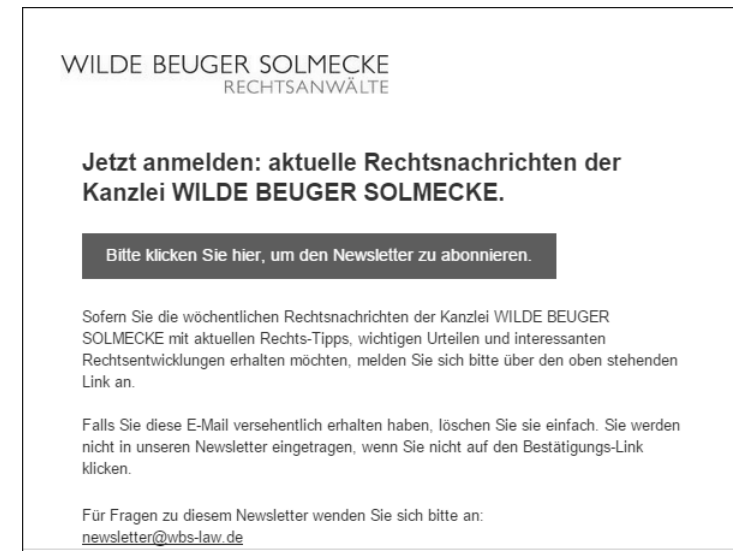 WILDE BEUGER SOLMECKE
RECHTSANWÄLTE
Jetzt anmelden: aktuelle Rechtsnachrichten der
Kanzlei WILDE BEUGER SOLMECKE.
Bitte klicken Sie hier, um den Newsletter zu abonnieren.
Sofern Sie die wöchentlichen Rechtsnachrichten der Kanzlei WILDE BEUGER
SOLMECKE mit aktuellen Rechts-Tipps, wichtigen Urteilen und interessanten
Rechtsentwicklungen erhalten möchten, melden Sie sich bitte über den oben stehenden
Link an.
Falls Sie diese E-Mail versehentlich erhalten haben, löschen Sie sie einfach. Sie werden
nicht in unseren Newsletter eingetragen, wenn Sie nicht auf den Bestätigungs-Link
klicken.
Für Fragen zu diesem Newsletter wenden Sie sich bitte an:
newsletter@wbs-law.de